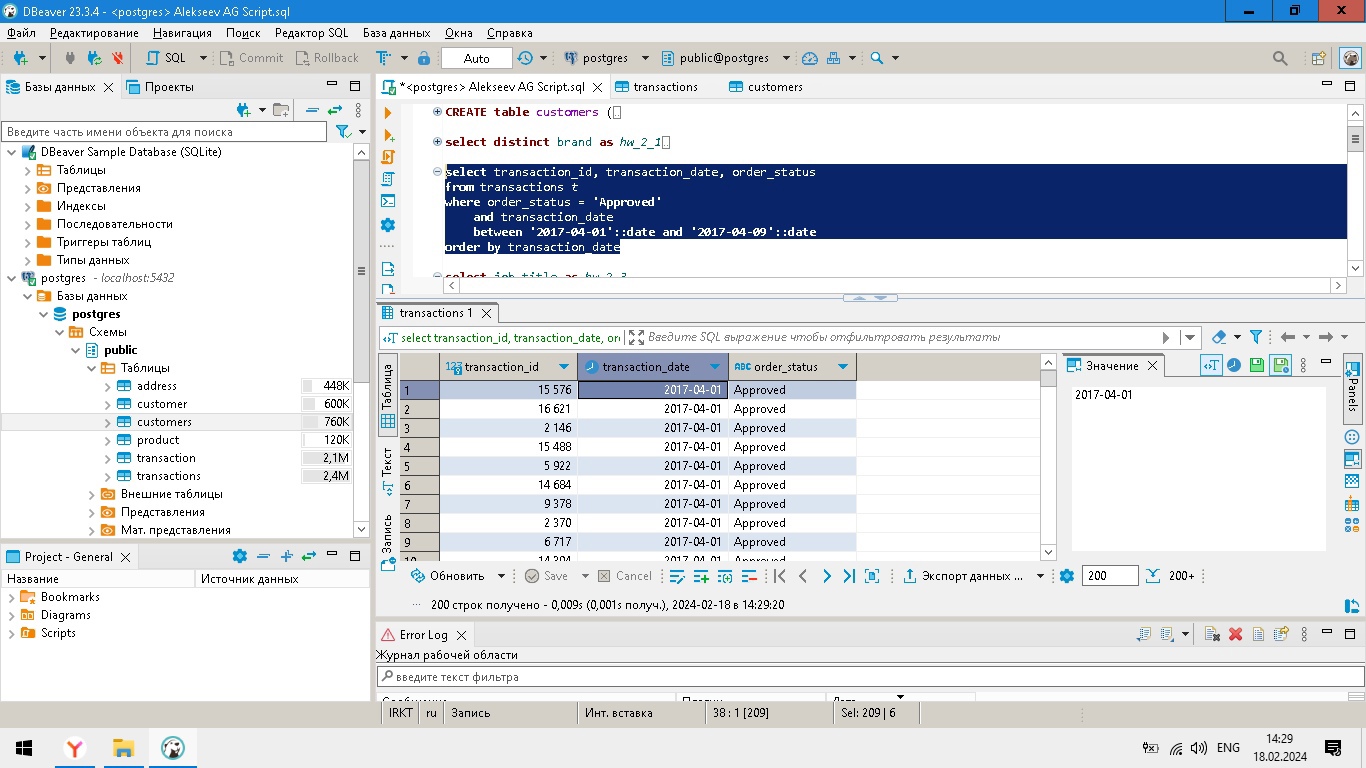 DBeaver 23.3.4 - <postgres> Alekseev AG Script.sql
Файл Редактирование Навигация Поиск Редактор SQL База данных Окна Справка
SQL Commit Rollback Auto postgres public@postgres
Базы данных Проекты
Введите часть имени объекта для поиска
DBeaver Sample Database (SQLite)
Таблицы
Представления
Индексы
Последовательности
Триггеры таблиц
Типы данных
postgres - localhost:5432
Базы данных
postgres
Схемы
public
Таблицы
address 448K
customer 600K
customers 760K
product 120K
transaction 2,1M
transactions 2,4M
Внешние таблицы
Представления
Мат. представления
Project - General
Название Источник данных
Bookmarks
Diagrams
Scripts
*<postgres> Alekseev AG Script.sql transactions customers
CREATE table customers (
select distinct brand as hw_2_1
select transaction_id, transaction_date, order_status
from transactions t
where order_status = 'Approved'
and transaction_date
between '2017-04-01'::date and '2017-04-09'::date
order by transaction_date
select job_title as hw_2_3
transactions 1
select transaction_id, transaction_date, or Введите SQL выражение чтобы отфильтровать результаты
Таблица
Текст
Запись
123 transaction_id transaction_date ABC order_status
1 15 576 2017-04-01 Approved
2 16 621 2017-04-01 Approved
3 2 146 2017-04-01 Approved
4 15 488 2017-04-01 Approved
5 5 922 2017-04-01 Approved
6 14 684 2017-04-01 Approved
7 9 378 2017-04-01 Approved
8 2 370 2017-04-01 Approved
9 6 717 2017-04-01 Approved
10 14 304 2017-04-01 Approved
Значение
2017-04-01
Panels
Обновить Save Cancel Экспорт данных ... 200 200+
200 строк получено - 0,009s (0,001s получ.), 2024-02-18 в 14:29:20
Error Log
Журнал рабочей области
введите текст фильтра
Сообщение Плагин Дата
IRKT ru Запись Инт. вставка 38 : 1 [209] Sel: 209 | 6
ENG
14:29
18.02.2024